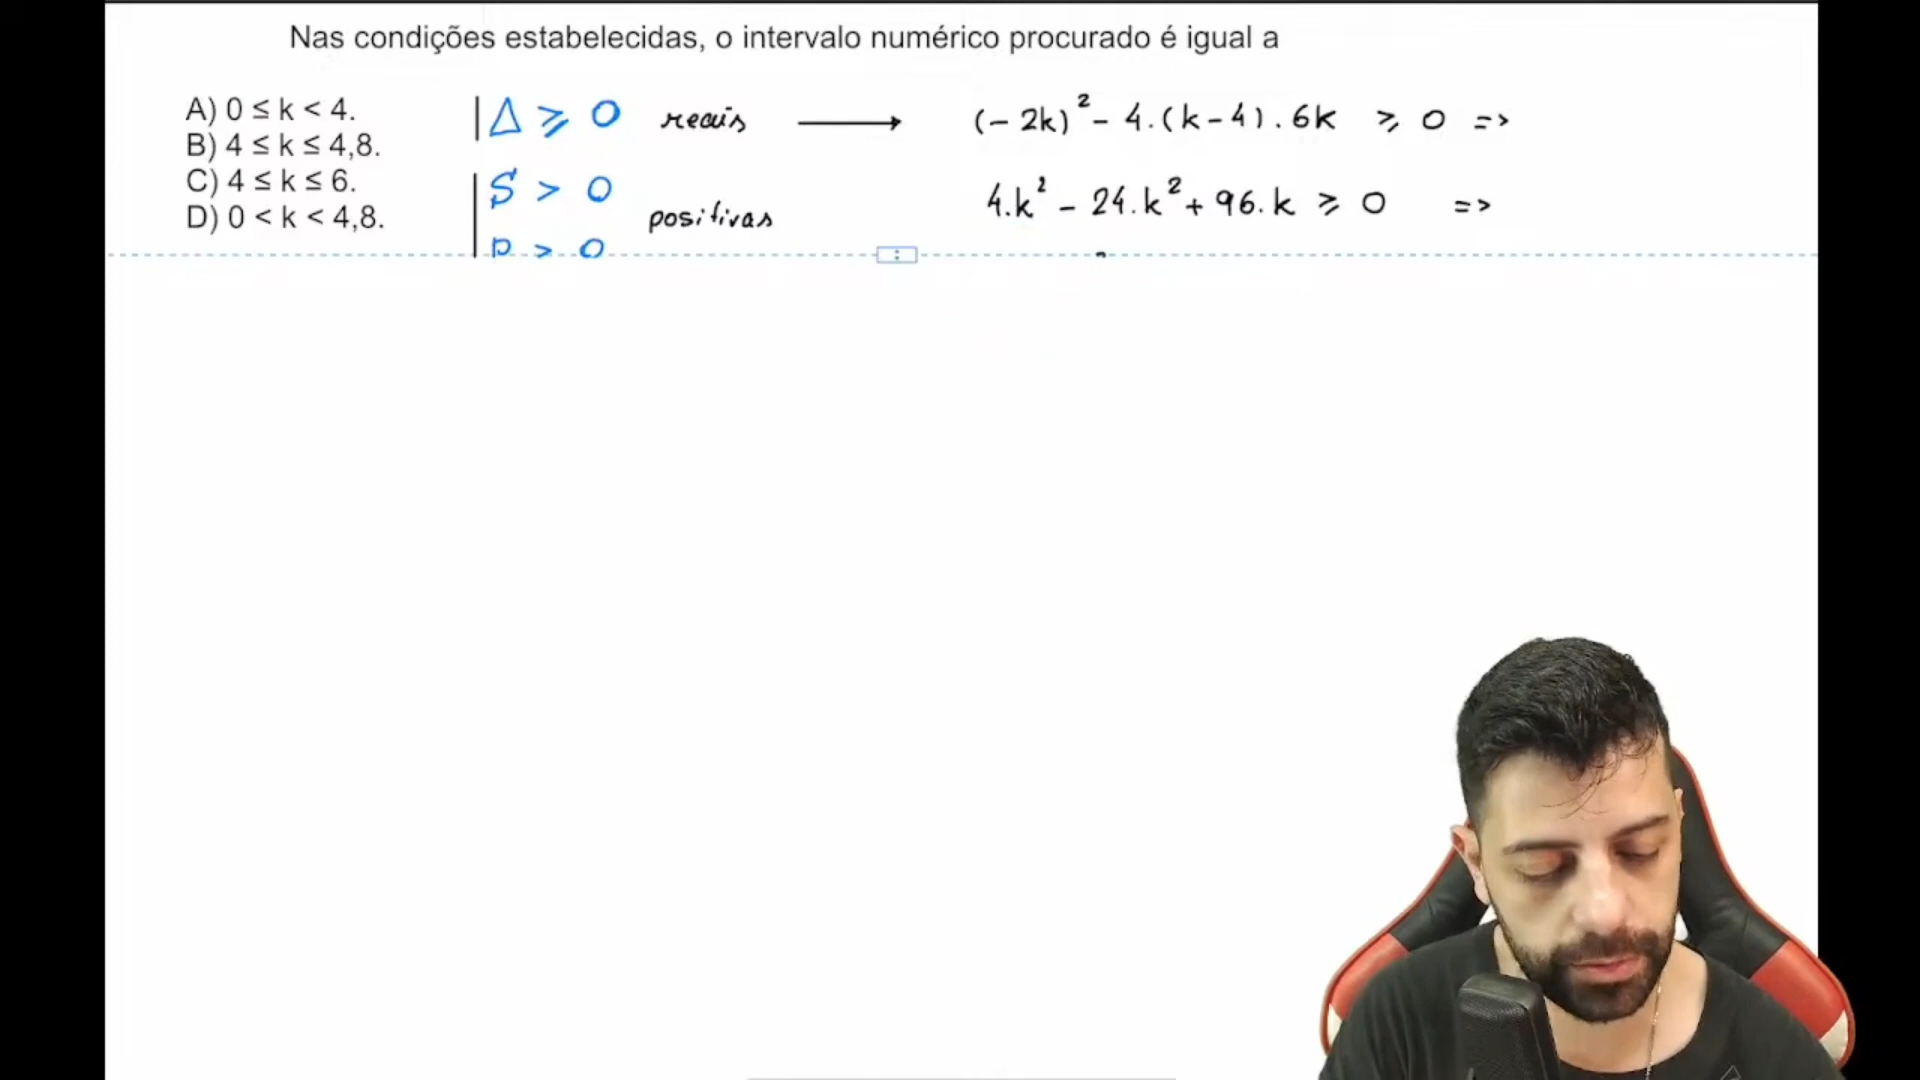 Nas condições estabelecidas, o intervalo numérico procurado é igual a
A) 0 ≤ k < 4.
B) 4 ≤ k ≤ 4,8.
C) 4 ≤ k ≤ 6.
D) 0 < k < 4,8.
Δ ≥ 0 reais ⟶ (-2k)² - 4.(k-4).6k ≥ 0 =>
S > 0
positivas
4.k² - 24.k² + 96.k ≥ 0 =>
P > 0